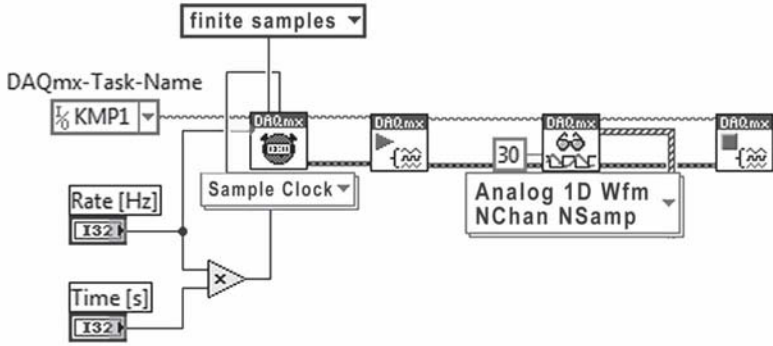 finite samples
DAQmx-Task-Name
I/O KMP1
DAQmx
DAQmx
DAQmx
DAQmx
30
Sample Clock
Analog 1D Wfm
NChan NSamp
Rate [Hz]
I32
x
Time [s]
I32